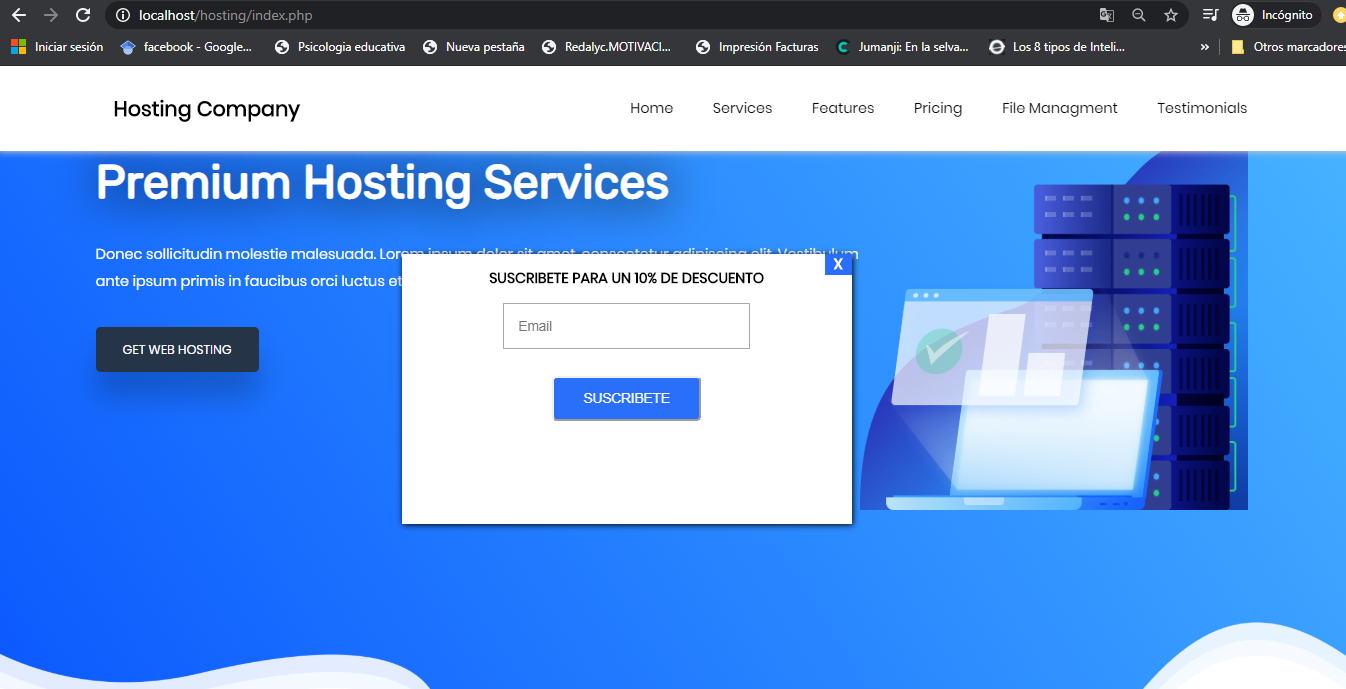 localhost/hosting/index.php
Incógnito
Iniciar sesión
facebook - Google...
Psicologia educativa
Nueva pestaña
Redalyc.MOTIVACI...
Impresión Facturas
Jumanji: En la selva...
Los 8 tipos de Inteli...
»
Otros marcadores
Hosting Company
Home
Services
Features
Pricing
File Managment
Testimonials
Premium Hosting Services
Donec sollicitudin molestie malesuada. Lorem ipsum dolor sit amet, consectetur adipiscing elit. Vestibulum
ante ipsum primis in faucibus orci luctus et
X
SUSCRIBETE PARA UN 10% DE DESCUENTO
Email
SUSCRIBETE
GET WEB HOSTING